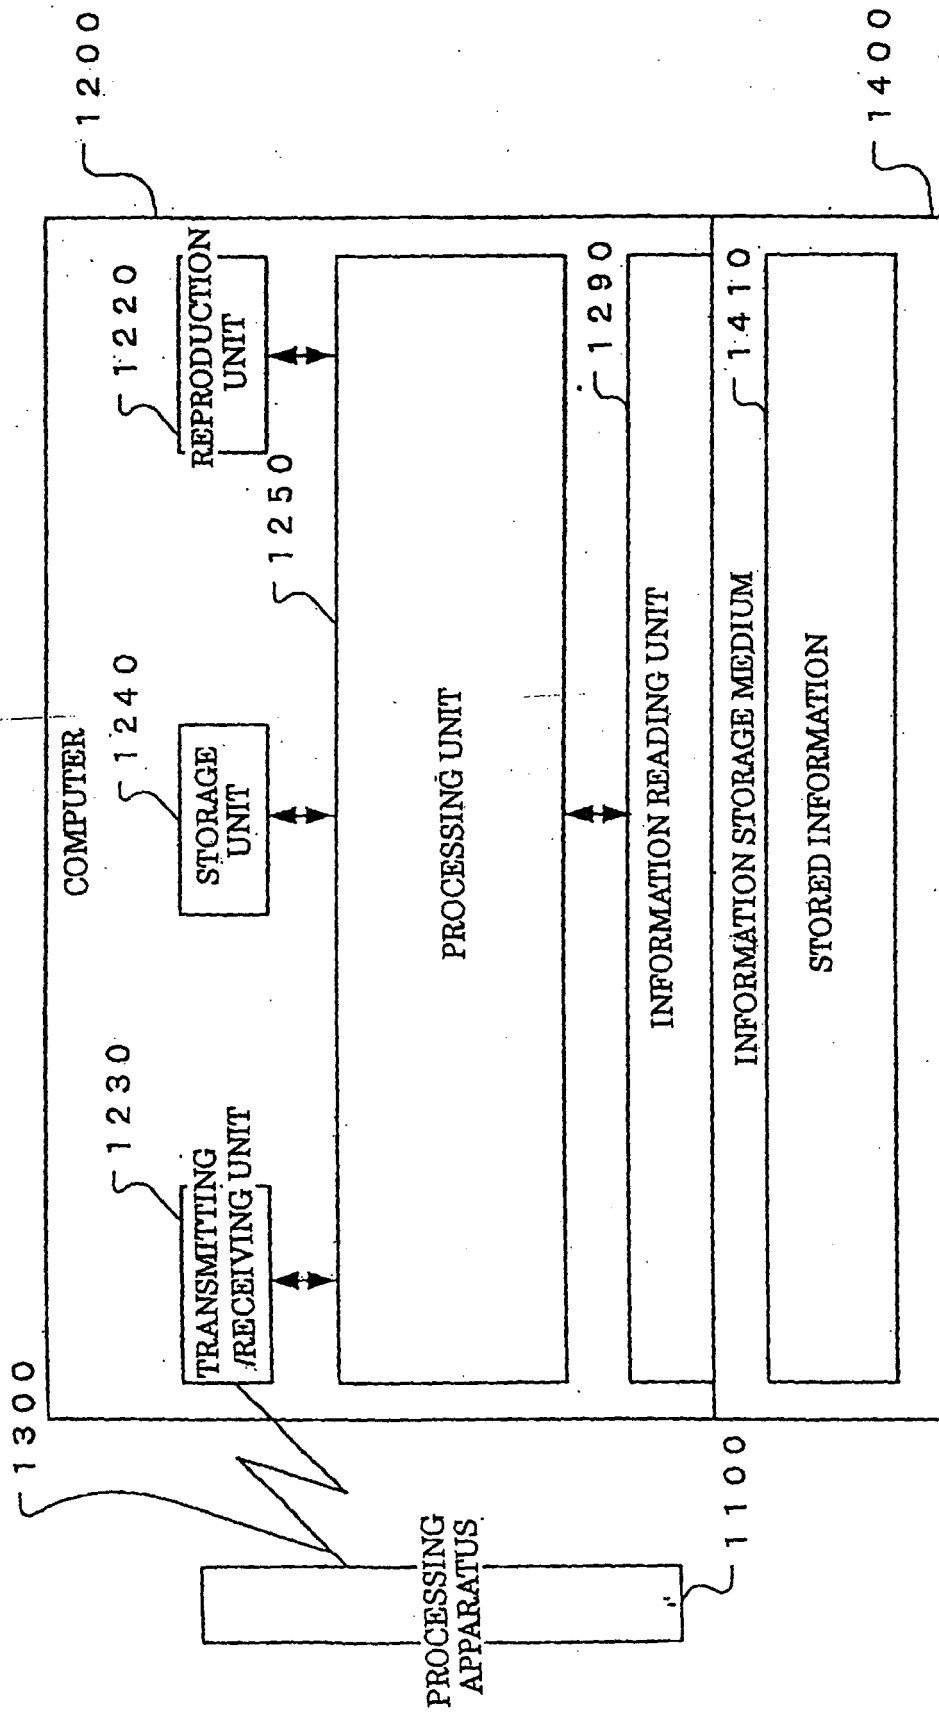 1300
1230
TRANSMITTING
/RECEIVING UNIT
COMPUTER
1240
STORAGE
UNIT
1220
REPRODUCTION
UNIT
1200
1250
PROCESSING UNIT
1290
INFORMATION READING UNIT
INFORMATION STORAGE MEDIUM
1410
STORED INFORMATION
1400
PROCESSING
APPARATUS
1100